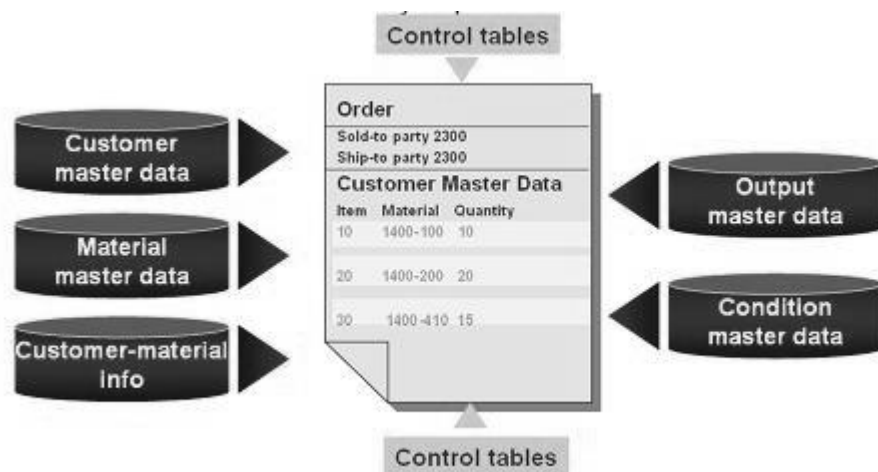 Control tables
Order
Sold-to party 2300
Ship-to party 2300
Customer Master Data
Item Material Quantity
10 1400-100 10
20 1400-200 20
30 1400-410 15
Customer
master data
Material
master data
Customer-material
info
Output
master data
Condition
master data
Control tables